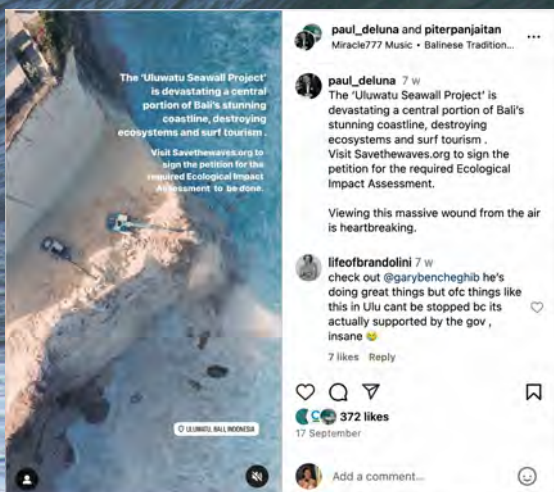 The 'Uluwatu Seawall Project'
is devastating a central
portion of Bali's stunning
coastline, destroying
ecosystems and surf tourism .
Visit Savethewaves.org to
sign the petition for the
required Ecological Impact
Assessment to be done.
ULUWATU, BALI, INDONESIA
paul_deluna and piterpanjaitan
Miracle777 Music • Balinese Tradition...
paul_deluna 7 w
The 'Uluwatu Seawall Project' is
devastating a central portion of Bali's
stunning coastline, destroying
ecosystems and surf tourism .
Visit Savethewaves.org to sign the
petition for the required Ecological
Impact Assessment.
Viewing this massive wound from the air
is heartbreaking.
lifeofbrandolini 7 w
check out @garybencheghib he's
doing great things but ofc things like
this in Ulu cant be stopped bc its
actually supported by the gov ,
insane 😅
7 likes Reply
372 likes
17 September
Add a comment...